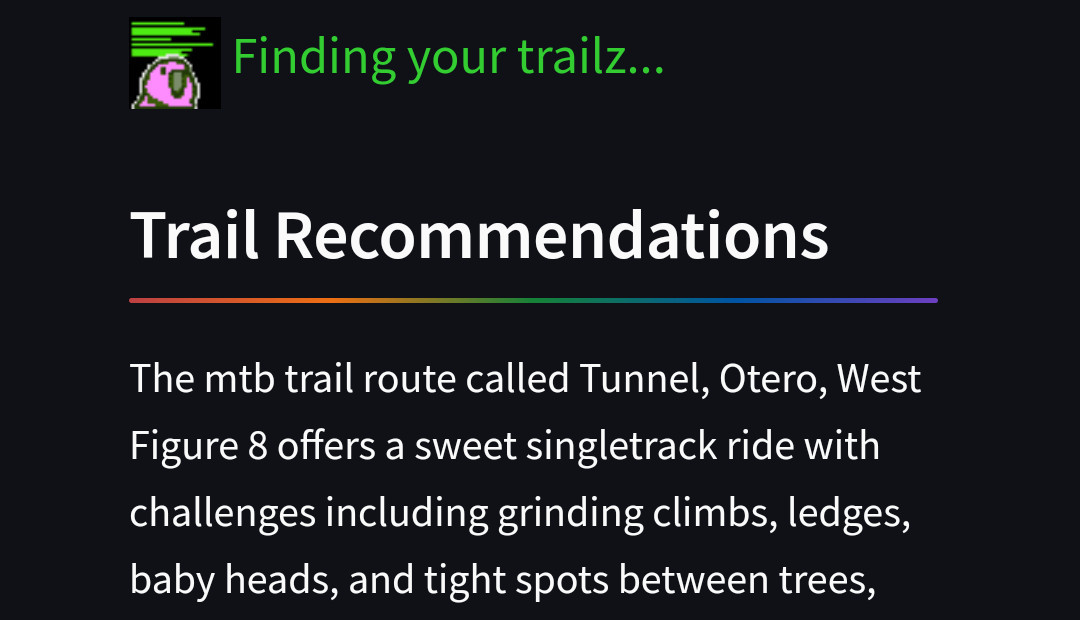 Finding your trailz...
Trail Recommendations
The mtb trail route called Tunnel, Otero, West
Figure 8 offers a sweet singletrack ride with
challenges including grinding climbs, ledges,
baby heads, and tight spots between trees,